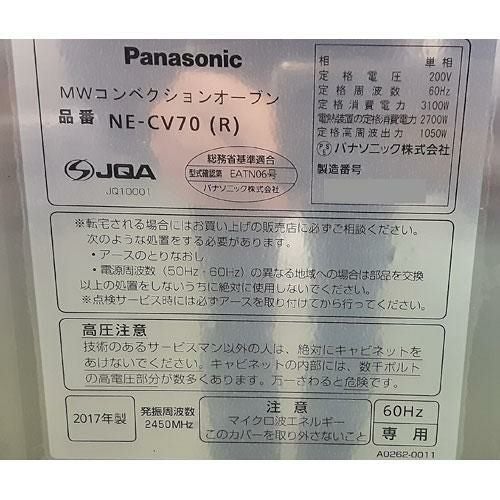 Panasonic
MWコンベクションオーブン
品番 NE-CV70 (R)
JQA
JQ10001
総務省基準適合
型式確認第 EATN06号
パナソニック株式会社
相 単相
定格電圧 200V
定格周波数 60Hz
定格消費電力 3100W
電熱装置の定格消費電力 2700W
定格高周波出力 1050W
PSE パナソニック株式会社
製造番号
※転宅される場合にはお買い上げの販売店に必ずご相談ください。
次のような処置をする必要があります。
・アースのとりなおし
・電源周波数(50Hz・60Hz)の異なる地域への場合は部品を交換
以上の処置をしないうちに絶対に使用しないでください。
※点検サービス時には必ずアースを取り付けてから行ってください。
高圧注意
技術のあるサービスマン以外の人は、絶対にキャビネットを
あけないでください。キャビネットの内部には、数千ボルト
の高電圧部分が数多くあります。万一さわると危険です。
2017年製
発振周波数
2450MHz
注意
マイクロ波エネルギー
このカバーを取り外さないこと
60Hz
専用
A0262-0011